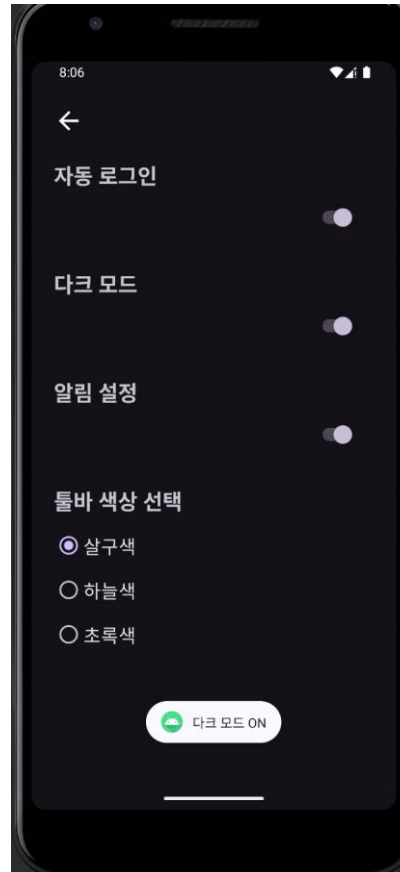 8:06
자동 로그인
다크 모드
알림 설정
툴바 색상 선택
살구색
하늘색
초록색
다크 모드 ON